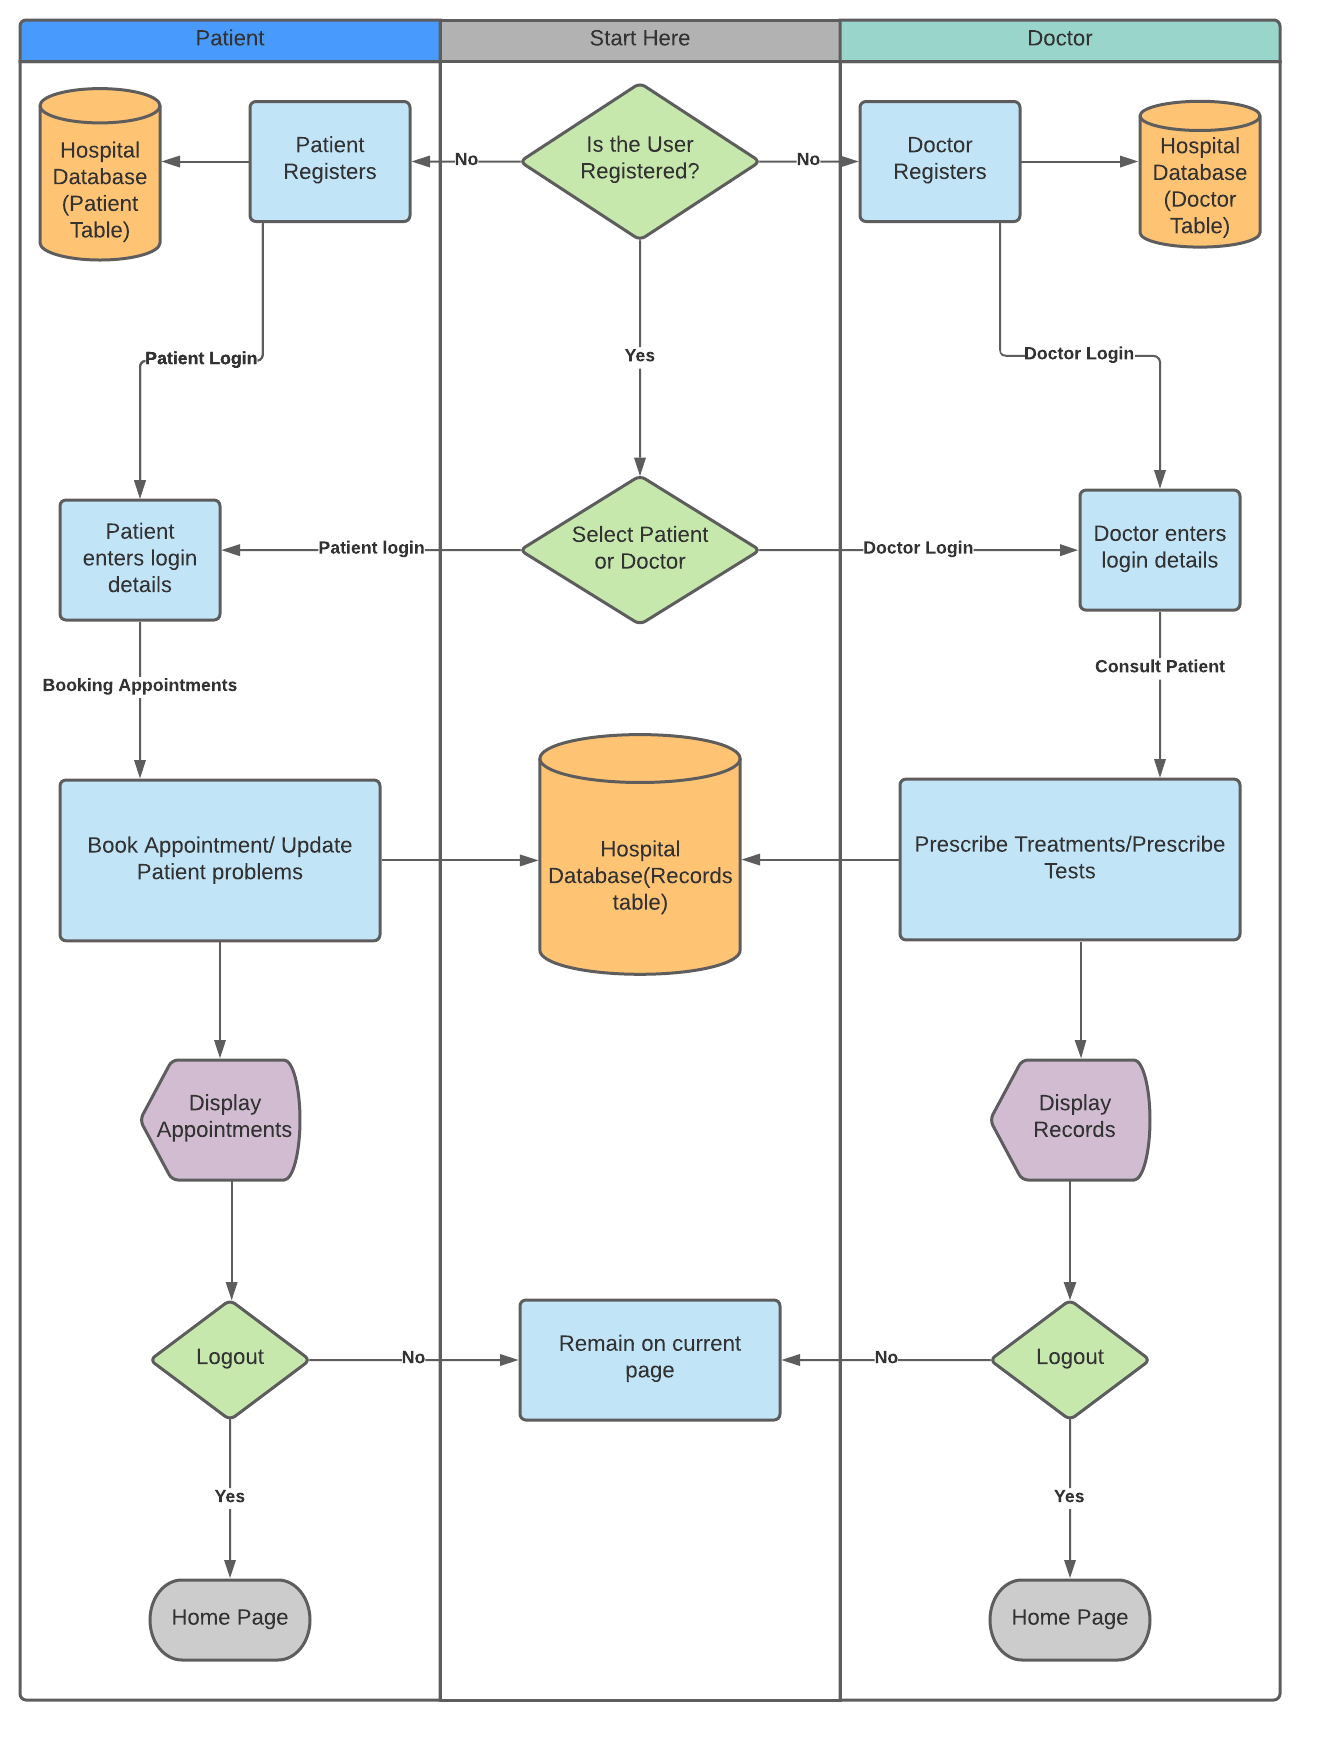 Patient
Start Here
Doctor
Hospital
Database
(Patient
Table)
Patient
Registers
No
Is the User
Registered?
No
Doctor
Registers
Hospital
Database
(Doctor
Table)
Patient Login
Yes
Doctor Login
Patient
enters login
details
Patient login
Select Patient
or Doctor
Doctor Login
Doctor enters
login details
Booking Appointments
Consult Patient
Book Appointment/ Update
Patient problems
Hospital
Database(Records
table)
Prescribe Treatments/Prescribe
Tests
Display
Appointments
Display
Records
Logout
No
Remain on current
page
No
Logout
Yes
Yes
Home Page
Home Page